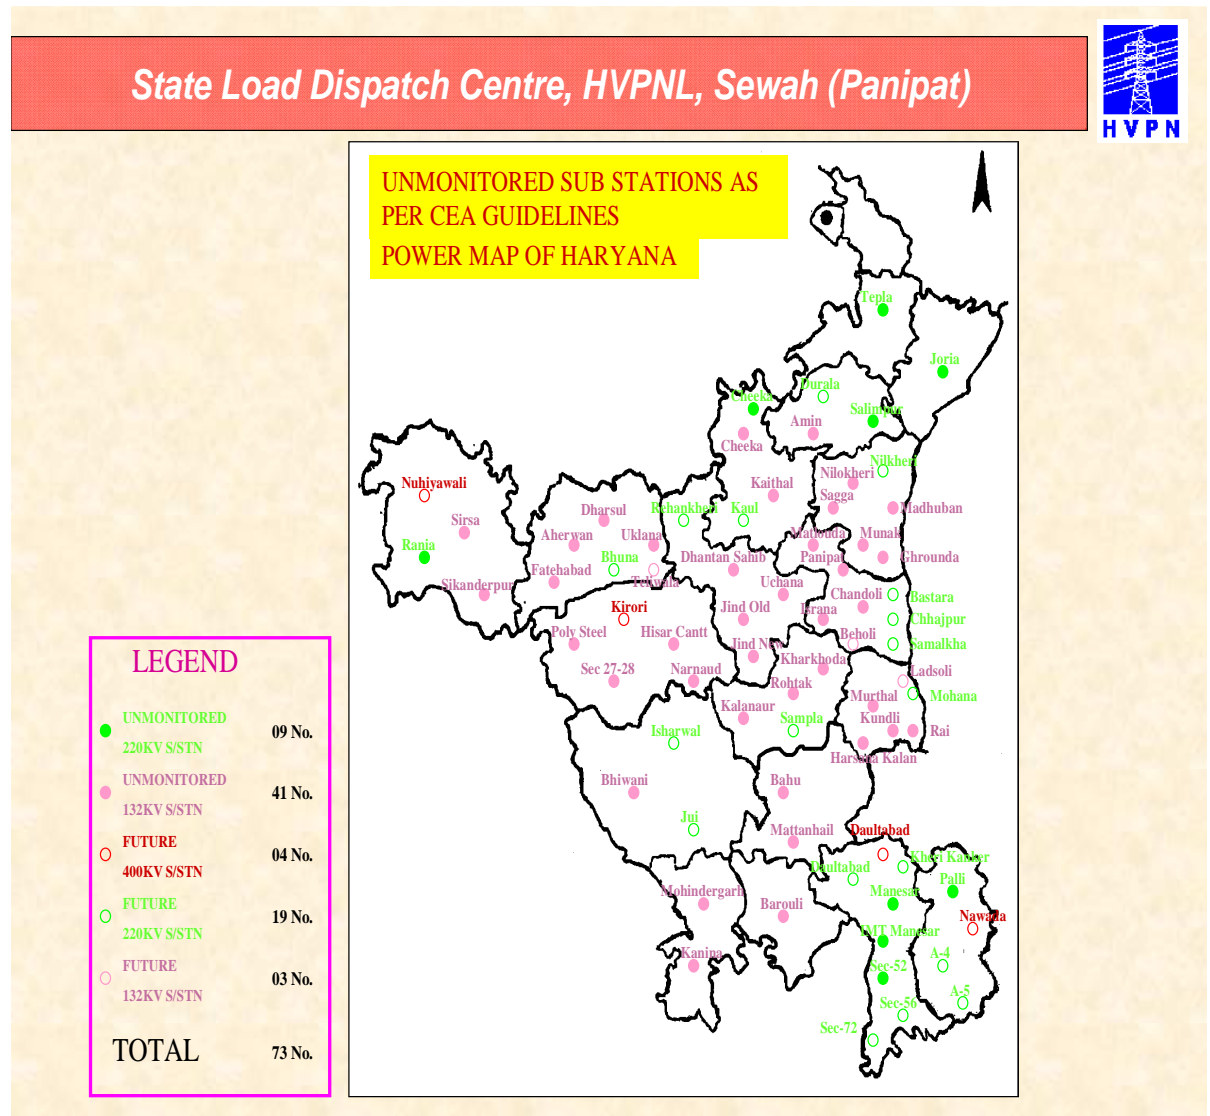 State Load Dispatch Centre, HVPNL, Sewah (Panipat)
HVPN
UNMONITORED SUB STATIONS AS
PER CEA GUIDELINES
POWER MAP OF HARYANA
Tepla
Joria
Durala
Cheeka
Salimpur
Amin
Cheeka
Nilkheri
Nilokheri
Nuhiyawali
Kaithal
Sagga
Madhuban
Dharsul
Rehankheri
Kaul
Sirsa
Aherwan
Uklana
Matlouda
Munak
Rania
Bhuna
Dhantan Sahib
Panipat
Ghrounda
Fatehabad
Teliwala
Uchana
Sikanderpur
Chandoli
Bastara
Kirori
Jind Old
Israna
Chhajpur
Poly Steel
Hisar Cantt
Jind New
Beholi
Samalkha
Kharkhoda
Sec 27-28
Narnaud
Ladsoli
Rohtak
Mohana
Kalanaur
Murthal
Isharwal
Sampla
Kundli
Rai
Harsana Kalan
Bhiwani
Bahu
Jui
Mattanhail
Daultabad
Kheri Kanker
Daultabad
Palli
Mohindergarh
Barouli
Manesar
Nawada
IMT Manesar
Kanina
A-4
Sec-52
A-5
Sec-56
Sec-72
LEGEND
UNMONITORED
220KV S/STN
09 No.
UNMONITORED
132KV S/STN
41 No.
FUTURE
400KV S/STN
04 No.
FUTURE
220KV S/STN
19 No.
FUTURE
132KV S/STN
03 No.
TOTAL
73 No.